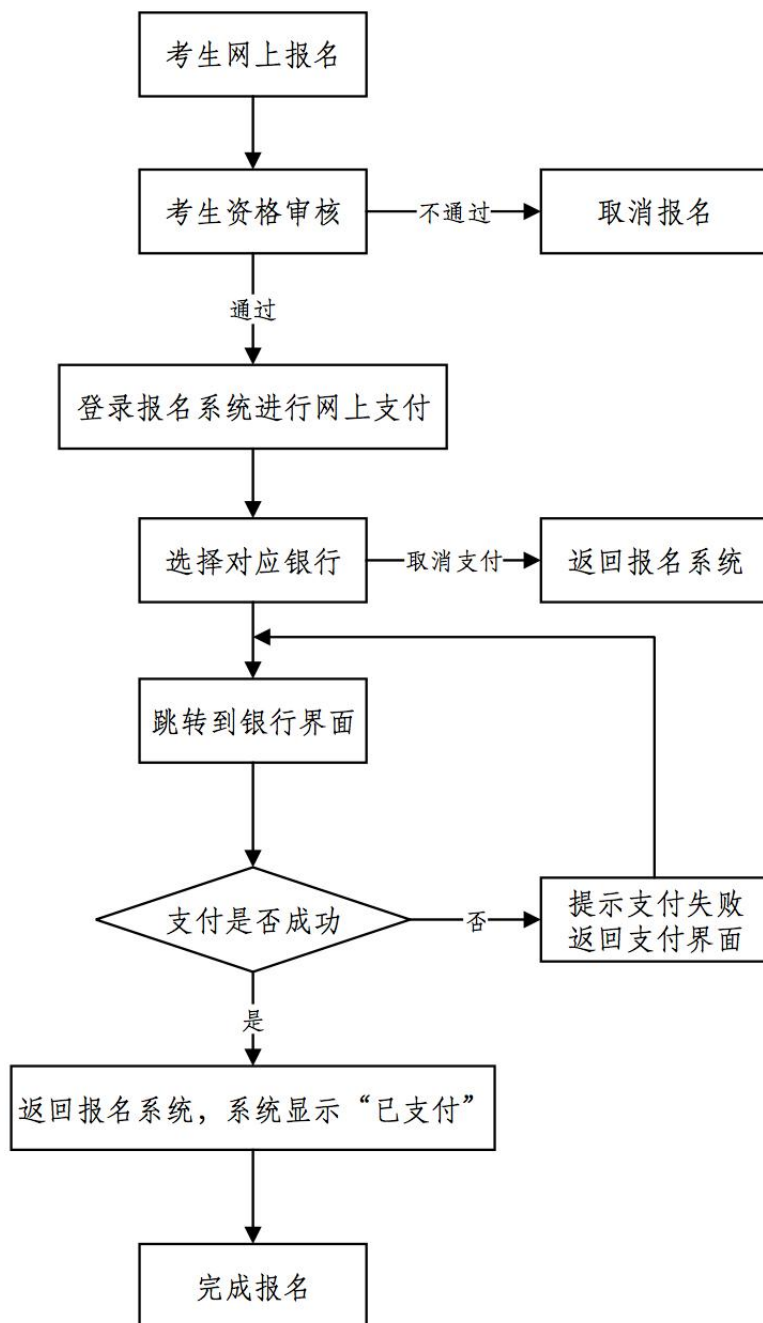 考生网上报名
考生资格审核
不通过
取消报名
通过
登录报名系统进行网上支付
选择对应银行
取消支付
返回报名系统
跳转到银行界面
支付是否成功
否
提示支付失败
返回支付界面
是
返回报名系统，系统显示“已支付”
完成报名